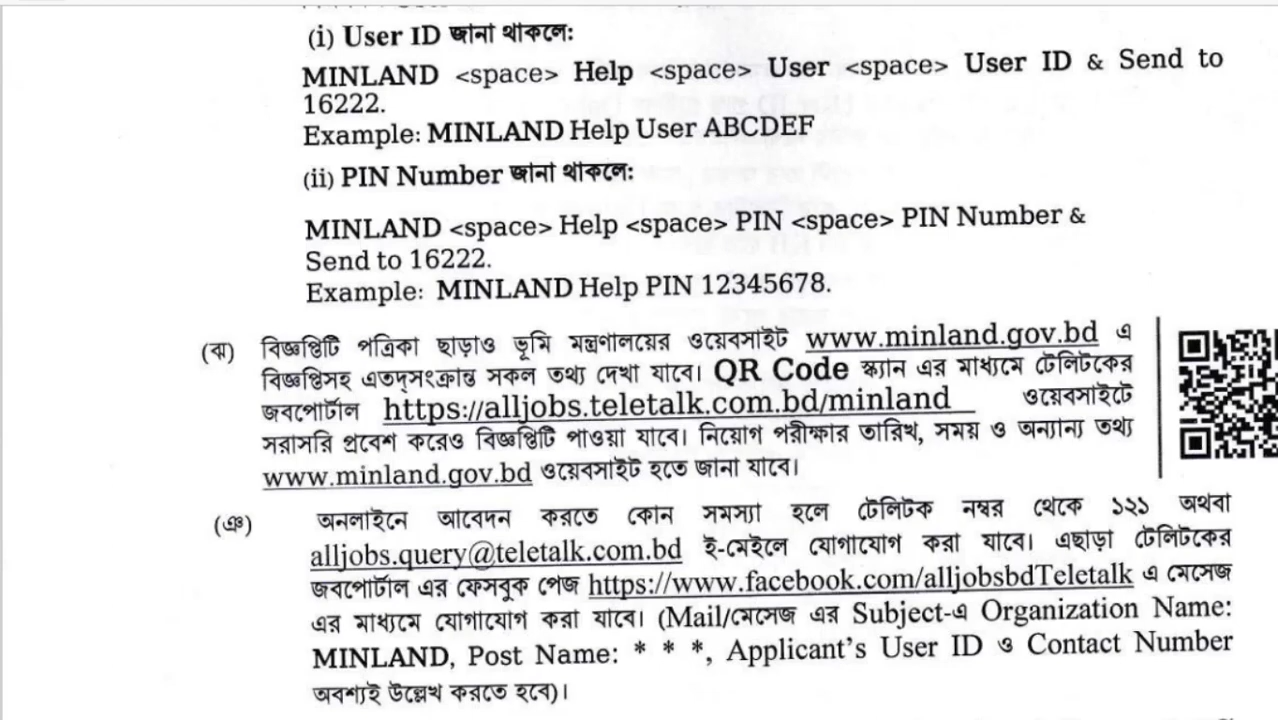 (i) User ID জানা থাকলে:
MINLAND <space> Help <space> User <space> User ID & Send to
16222.
Example: MINLAND Help User ABCDEF
(ii) PIN Number জানা থাকলে:
MINLAND <space> Help <space> PIN <space> PIN Number &
Send to 16222.
Example: MINLAND Help PIN 12345678.
(ঝ) বিজ্ঞপ্তিটি পত্রিকা ছাড়াও ভূমি মন্ত্রণালয়ের ওয়েবসাইট www.minland.gov.bd এ
বিজ্ঞপ্তিসহ এতদ্সংক্রান্ত সকল তথ্য দেখা যাবে। QR Code স্ক্যান এর মাধ্যমে টেলিটকের
জবপোর্টাল https://alljobs.teletalk.com.bd/minland ওয়েবসাইটে
সরাসরি প্রবেশ করেও বিজ্ঞপ্তিটি পাওয়া যাবে। নিয়োগ পরীক্ষার তারিখ, সময় ও অন্যান্য তথ্য
www.minland.gov.bd ওয়েবসাইট হতে জানা যাবে।
(ঞ) অনলাইনে আবেদন করতে কোন সমস্যা হলে টেলিটক নম্বর থেকে ১২১ অথবা
alljobs.query@teletalk.com.bd ই-মেইলে যোগাযোগ করা যাবে। এছাড়া টেলিটকের
জবপোর্টাল এর ফেসবুক পেজ https://www.facebook.com/alljobsbdTeletalk এ মেসেজ
এর মাধ্যমে যোগাযোগ করা যাবে। (Mail/মেসেজ এর Subject-এ Organization Name:
MINLAND, Post Name: * * *, Applicant's User ID ও Contact Number
অবশ্যই উল্লেখ করতে হবে)।